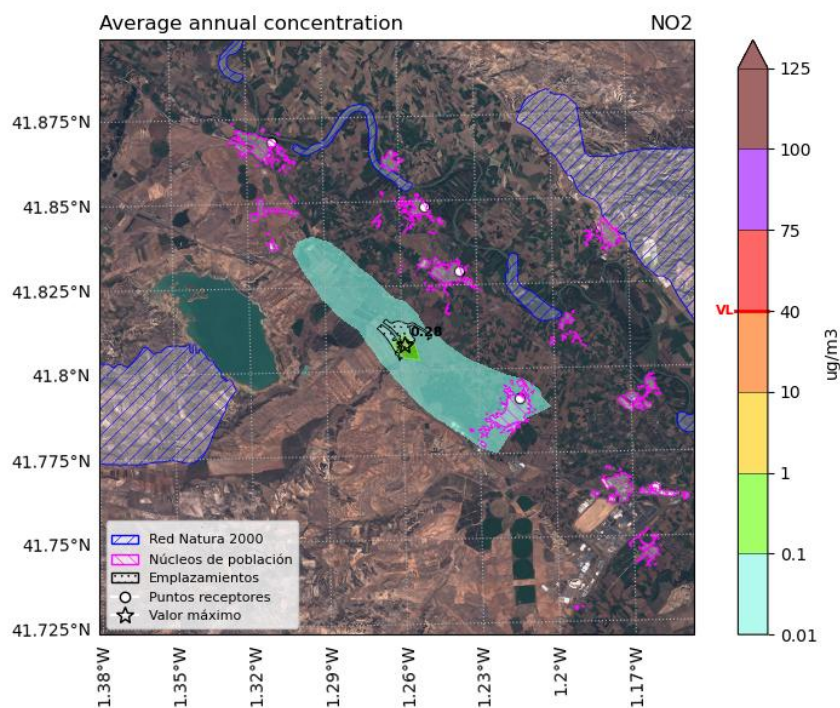 Average annual concentration NO2
41.875°N
41.85°N
41.825°N
41.8°N
41.775°N
41.75°N
41.725°N
0.28
Red Natura 2000
Núcleos de población
Emplazamientos
Puntos receptores
Valor máximo
1.38°W
1.35°W
1.32°W
1.29°W
1.26°W
1.23°W
1.2°W
1.17°W
125
100
75
VL 40
10
1
0.1
0.01
ug/m3